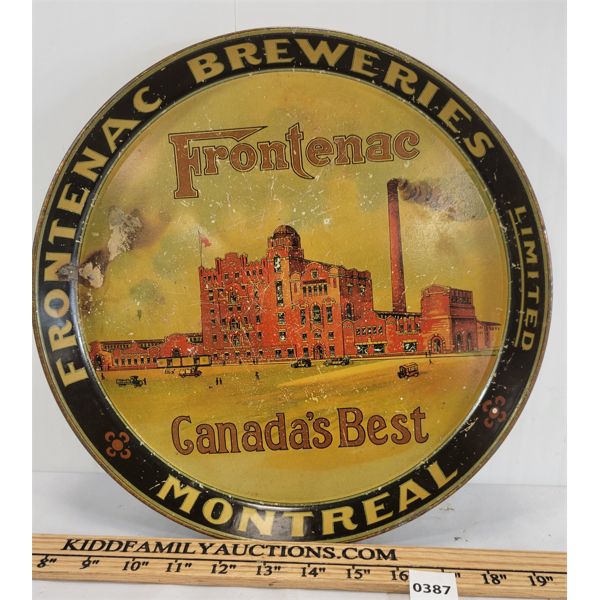 FRONTENAC BREWERIES LIMITED
Frontenac
Canada's Best
MONTREAL
KIDDFAMILYAUCTIONS.COM
8" 9" 10" 11" 12" 13" 14" 15" 16" 18" 19"
0387